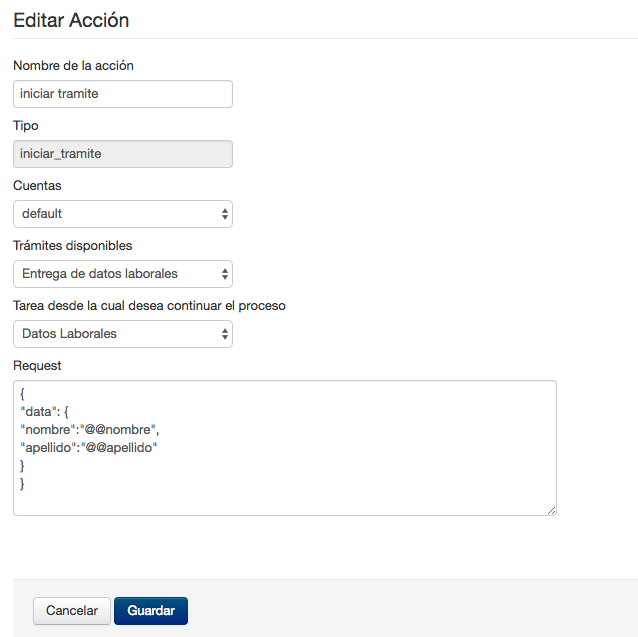 Editar Acción
Nombre de la acción
iniciar tramite
Tipo
iniciar_tramite
Cuentas
default
Trámites disponibles
Entrega de datos laborales
Tarea desde la cual desea continuar el proceso
Datos Laborales
Request
{
"data": {
"nombre":"@@nombre",
"apellido":"@@apellido"
}
}
Cancelar Guardar